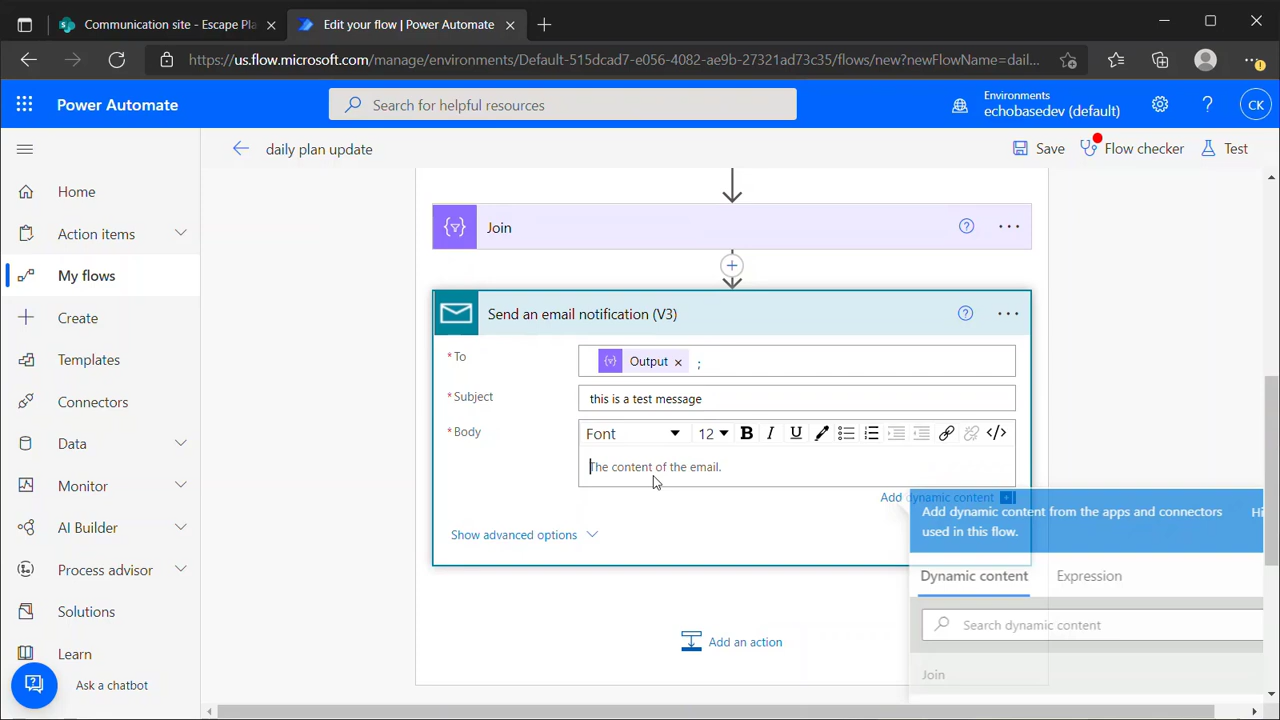 Communication site - Escape Pla
Edit your flow | Power Automate
https://us.flow.microsoft.com/manage/environments/Default-515dcad7-e056-4082-ae9b-27321ad73c35/flows/new?newFlowName=dail...
Power Automate
Search for helpful resources
Environments
echobasedev (default)
CK
daily plan update
Save
Flow checker
Test
Home
Action items
My flows
Create
Templates
Connectors
Data
Monitor
AI Builder
Process advisor
Solutions
Learn
Ask a chatbot
Join
Send an email notification (V3)
* To
Output ;
* Subject
this is a test message
* Body
Font
12
The content of the email.
Add dynamic content
Show advanced options
Add dynamic content from the apps and connectors Hi
used in this flow.
Dynamic content
Expression
Search dynamic content
Join
Add an action